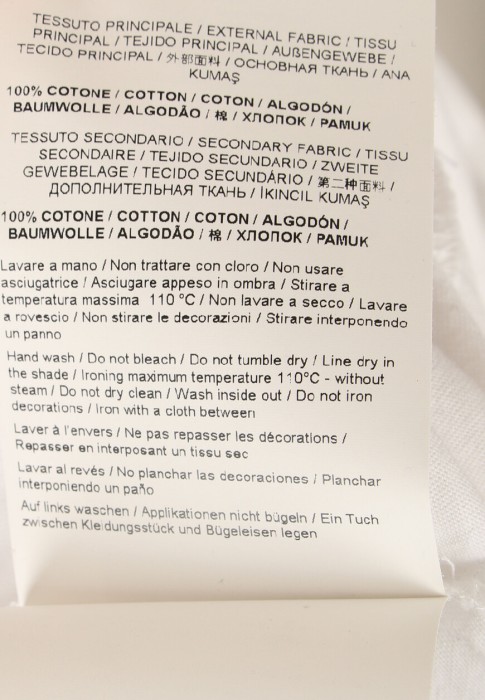 TESSUTO PRINCIPALE / EXTERNAL FABRIC / TISSU
PRINCIPAL / TEJIDO PRINCIPAL / AUßENGEWEBE /
TECIDO PRINCIPAL / 外部面料 / ОСНОВНАЯ ТКАНЬ / ANA
KUMAŞ
100% COTONE / COTTON / COTON / ALGODÓN /
BAUMWOLLE / ALGODÃO / 棉 / ХЛОПОК / PAMUK
TESSUTO SECONDARIO / SECONDARY FABRIC / TISSU
SECONDAIRE / TEJIDO SECUNDARIO / ZWEITE
GEWEBELAGE / TECIDO SECUNDÁRIO / 第二种面料 /
ДОПОЛНИТЕЛЬНАЯ ТКАНЬ / İKINCIL KUMAŞ
100% COTONE / COTTON / COTON / ALGODÓN /
BAUMWOLLE / ALGODÃO / 棉 / ХЛОПОК / PAMUK
Lavare a mano / Non trattare con cloro / Non usare
asciugatrice / Asciugare appeso in ombra / Stirare a
temperatura massima 110 °C / Non lavare a secco / Lavare
a rovescio / Non stirare le decorazioni / Stirare interponendo
un panno
Hand wash / Do not bleach / Do not tumble dry / Line dry in
the shade / Ironing maximum temperature 110°C - without
steam / Do not dry clean / Wash inside out / Do not iron
decorations / Iron with a cloth between
Laver à l'envers / Ne pas repasser les décorations /
Repasser en interposant un tissu sec
Lavar al revés / No planchar las decoraciones / Planchar
interponiendo un paño
Auf links waschen / Applikationen nicht bügeln / Ein Tuch
zwischen Kleidungsstück und Bügeleisen legen